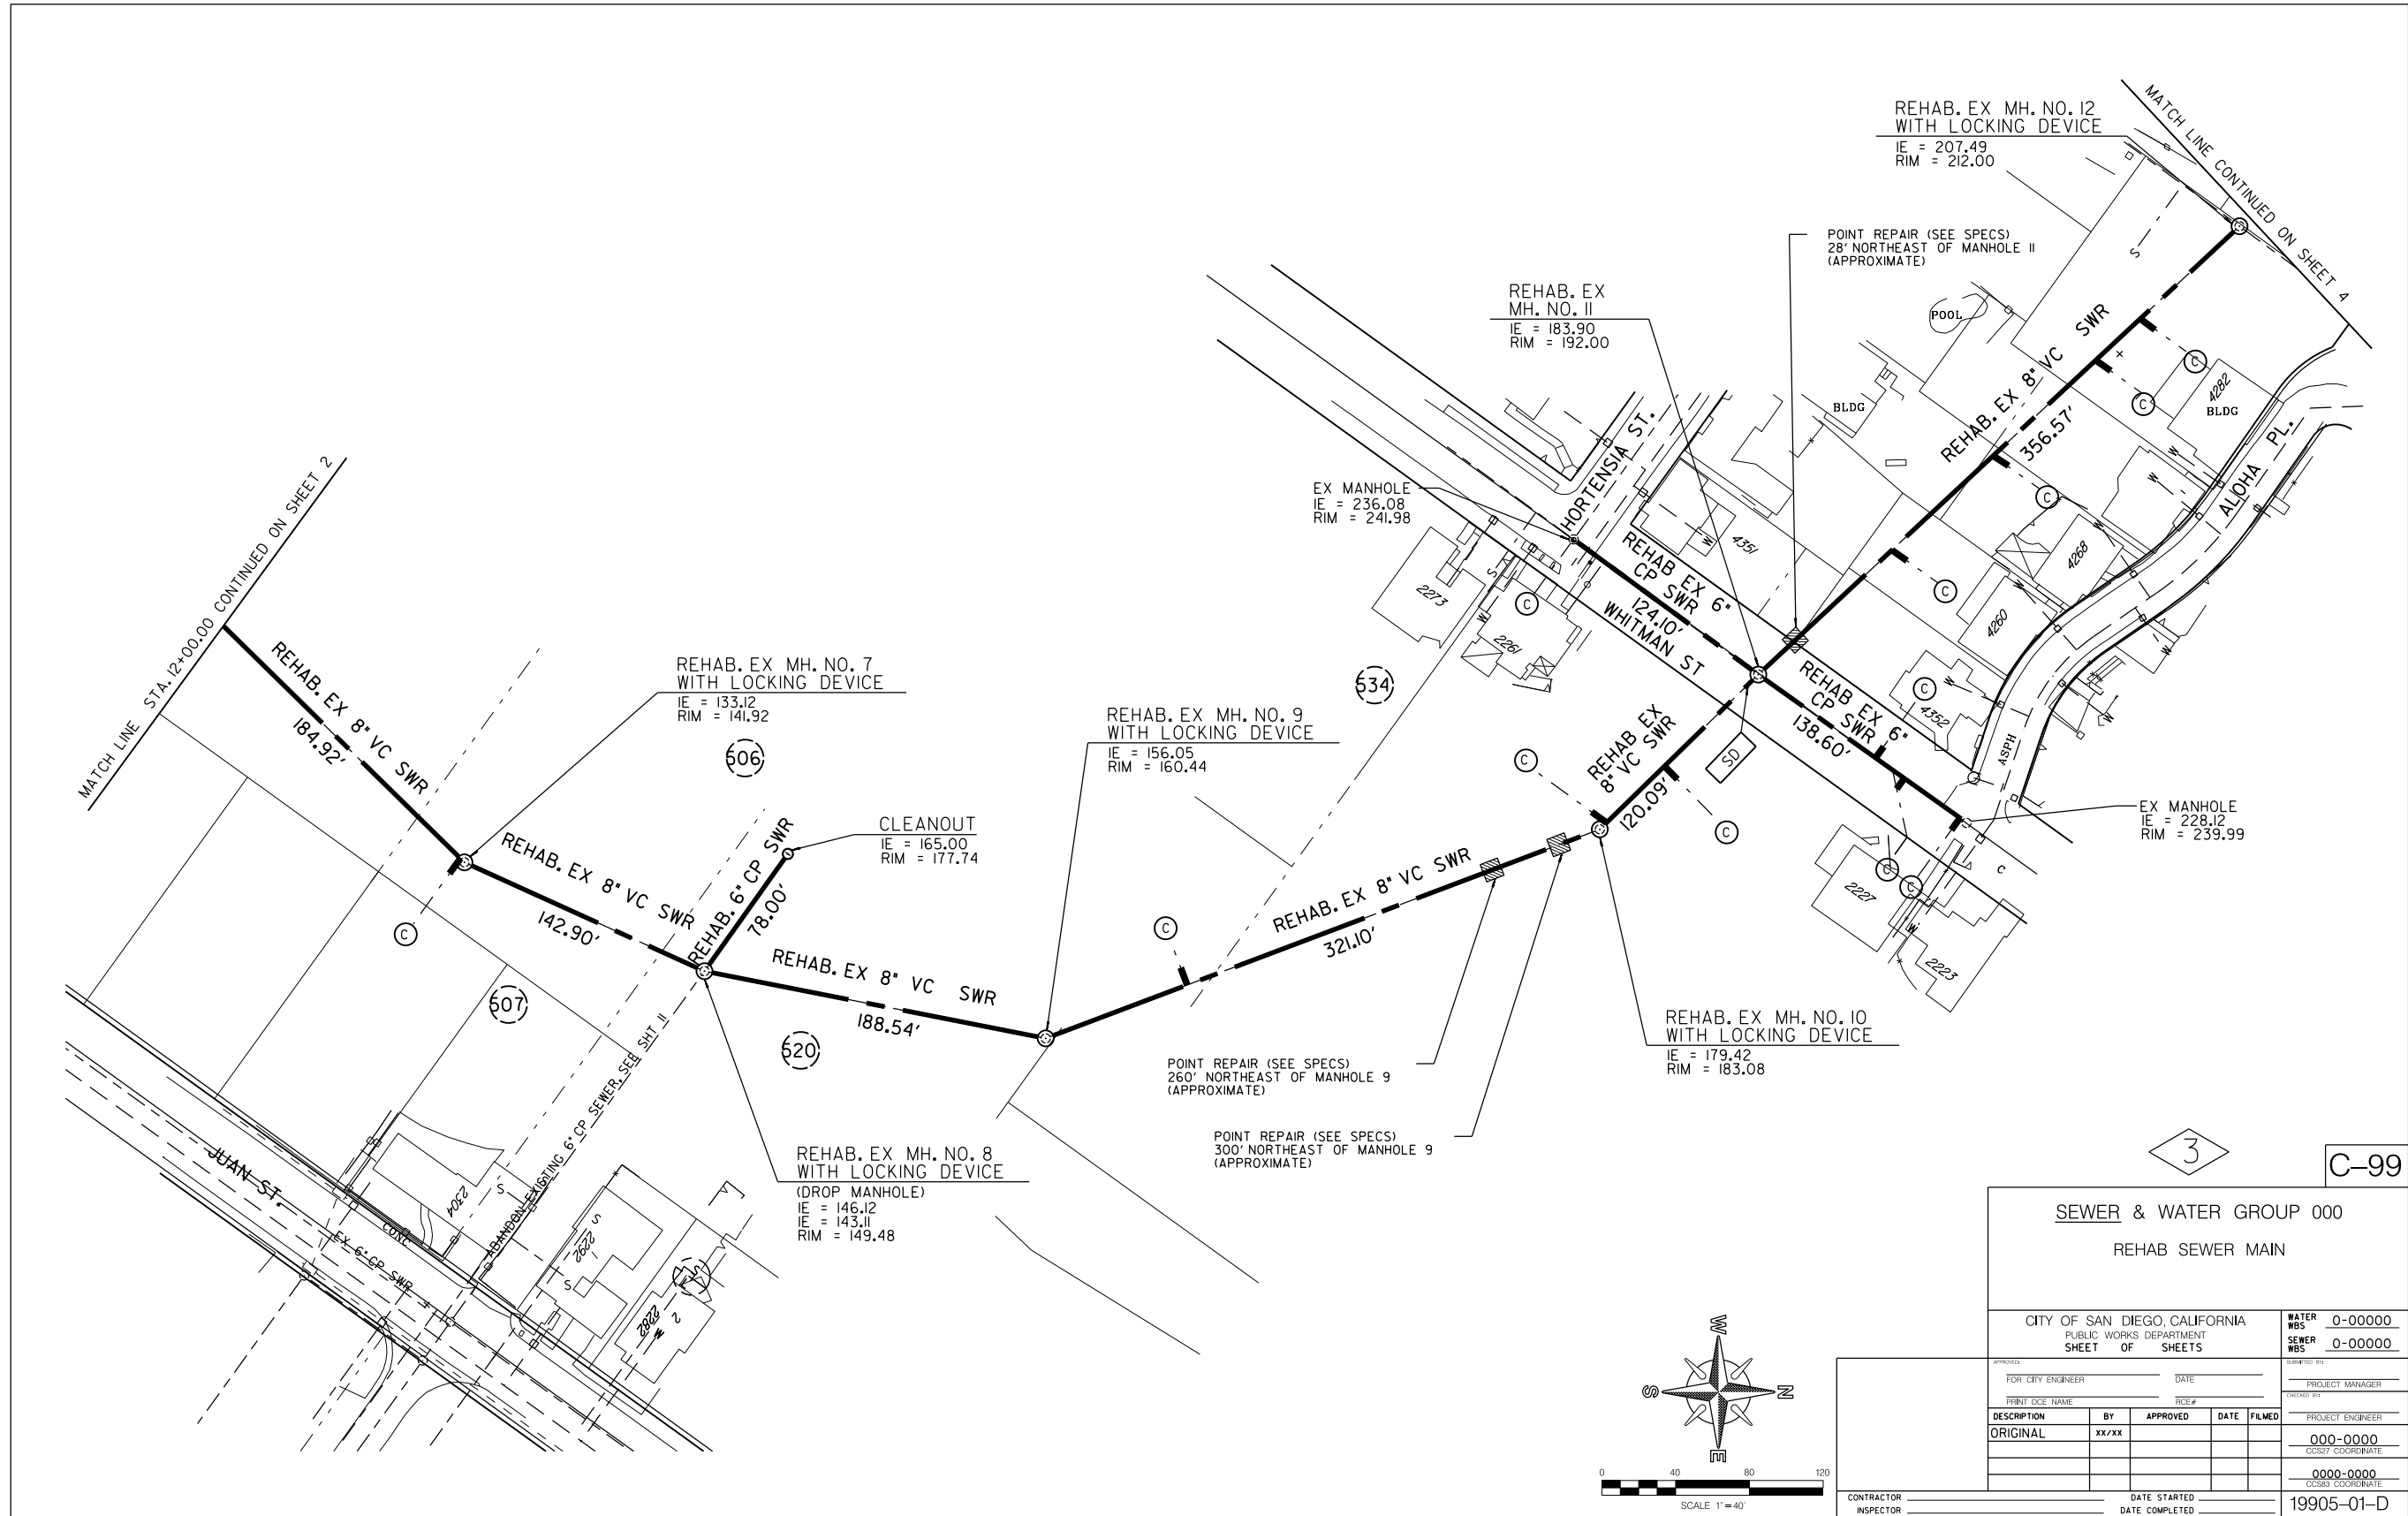 REHAB. EX MH. NO. 12
WITH LOCKING DEVICE
IE = 207.49
RIM = 212.00
MATCH LINE CONTINUED ON SHEET 4
POINT REPAIR (SEE SPECS)
28' NORTHEAST OF MANHOLE 11
(APPROXIMATE)
REHAB. EX
MH. NO. 11
IE = 183.90
RIM = 192.00
S
POOL
BLDG
REHAB. EX 8" VC SWR
356.57'
C
C
C
C
4282
BLDG
ALOHA PL.
W
W
W
W
W
W
W
4268
4260
HORTENSIA ST.
EX MANHOLE
IE = 236.08
RIM = 241.98
W
4351
REHAB EX 6"
CP SWR
124.10'
WHITMAN ST
2273
S
W
C
2261
534
REHAB EX 6"
CP SWR
138.60'
C
W
4352
ASPH
SD
EX MANHOLE
IE = 228.12
RIM = 239.99
C
C
C
2227
W
2223
MATCH LINE STA. 12+00.00 CONTINUED ON SHEET 2
REHAB. EX 8" VC SWR
184.92'
REHAB. EX MH. NO. 7
WITH LOCKING DEVICE
IE = 133.12
RIM = 141.92
506
C
REHAB. EX 8" VC SWR
142.90'
CLEANOUT
IE = 165.00
RIM = 177.74
REHAB. 6" CP SWR
78.00'
REHAB. EX MH. NO. 9
WITH LOCKING DEVICE
IE = 156.05
RIM = 160.44
REHAB. EX 8" VC SWR
188.54'
507
520
C
REHAB. EX 8" VC SWR
321.10'
C
REHAB EX
8" VC SWR
120.09'
C
REHAB. EX MH. NO. 10
WITH LOCKING DEVICE
IE = 179.42
RIM = 183.08
POINT REPAIR (SEE SPECS)
260' NORTHEAST OF MANHOLE 9
(APPROXIMATE)
POINT REPAIR (SEE SPECS)
300' NORTHEAST OF MANHOLE 9
(APPROXIMATE)
REHAB. EX MH. NO. 8
WITH LOCKING DEVICE
(DROP MANHOLE)
IE = 146.12
IE = 143.11
RIM = 149.48
ABANDON EXISTING 6" CP SEWER, SEE SHT 11
JUAN ST.
EX 6" CP SWR
CONC
2304
S
S
2292
S
2282
W
W
N
S
E
0 40 80 120
SCALE 1"=40'
3
C-99
SEWER & WATER GROUP 000
REHAB SEWER MAIN
CITY OF SAN DIEGO, CALIFORNIA
PUBLIC WORKS DEPARTMENT
SHEET OF SHEETS
WATER WBS 0-00000
SEWER WBS 0-00000
APPROVED:
FOR CITY ENGINEER DATE
PRINT DCE NAME RCE#
SUBMITTED BY:
PROJECT MANAGER
CHECKED BY:
PROJECT ENGINEER
DESCRIPTION BY APPROVED DATE FILMED
ORIGINAL XX/XX
000-0000
CCS27 COORDINATE
0000-0000
CCS83 COORDINATE
CONTRACTOR DATE STARTED
INSPECTOR DATE COMPLETED
19905-01-D